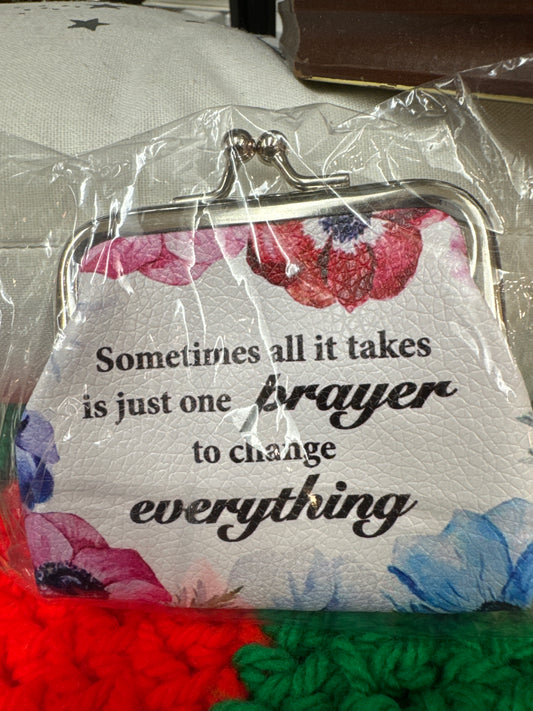 Sometimes all it takes
is just one prayer
to change
everything